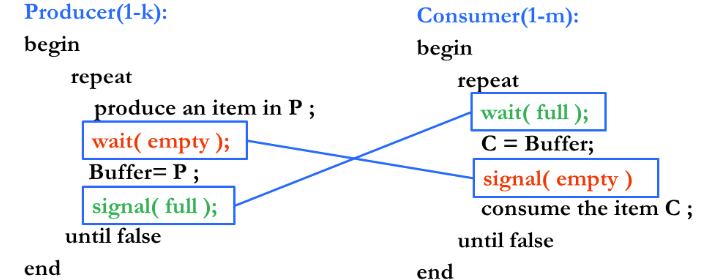 Producer(1-k):
begin
repeat
produce an item in P ;
wait( empty );
Buffer= P ;
signal( full );
until false
end
Consumer(1-m):
begin
repeat
wait( full );
C = Buffer;
signal( empty )
consume the item C ;
until false
end